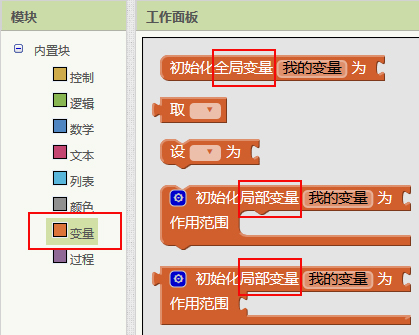 模块
内置块
控制
逻辑
数学
文本
列表
颜色
变量
过程
工作面板
初始化全局变量 我的变量 为
取
设 为
初始化局部变量 我的变量 为
作用范围
初始化局部变量 我的变量 为
作用范围